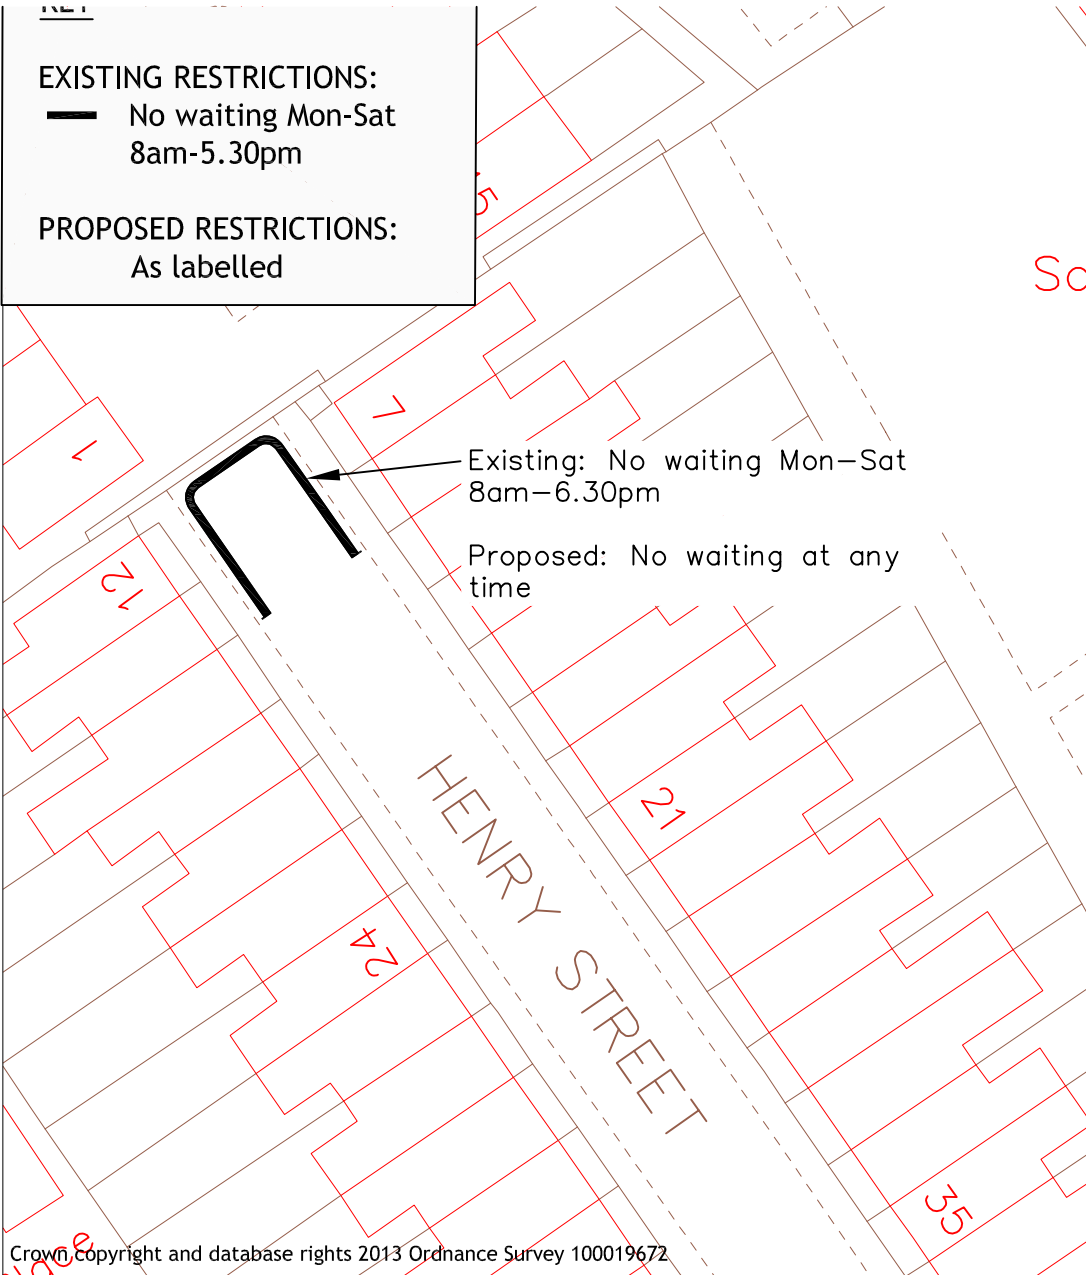 KEY
EXISTING RESTRICTIONS:
No waiting Mon-Sat
8am-5.30pm
PROPOSED RESTRICTIONS:
As labelled
7
1
Existing: No waiting Mon-Sat
8am-6.30pm
Proposed: No waiting at any
time
12
21
HENRY STREET
24
35
Crown copyright and database rights 2013 Ordnance Survey 100019672